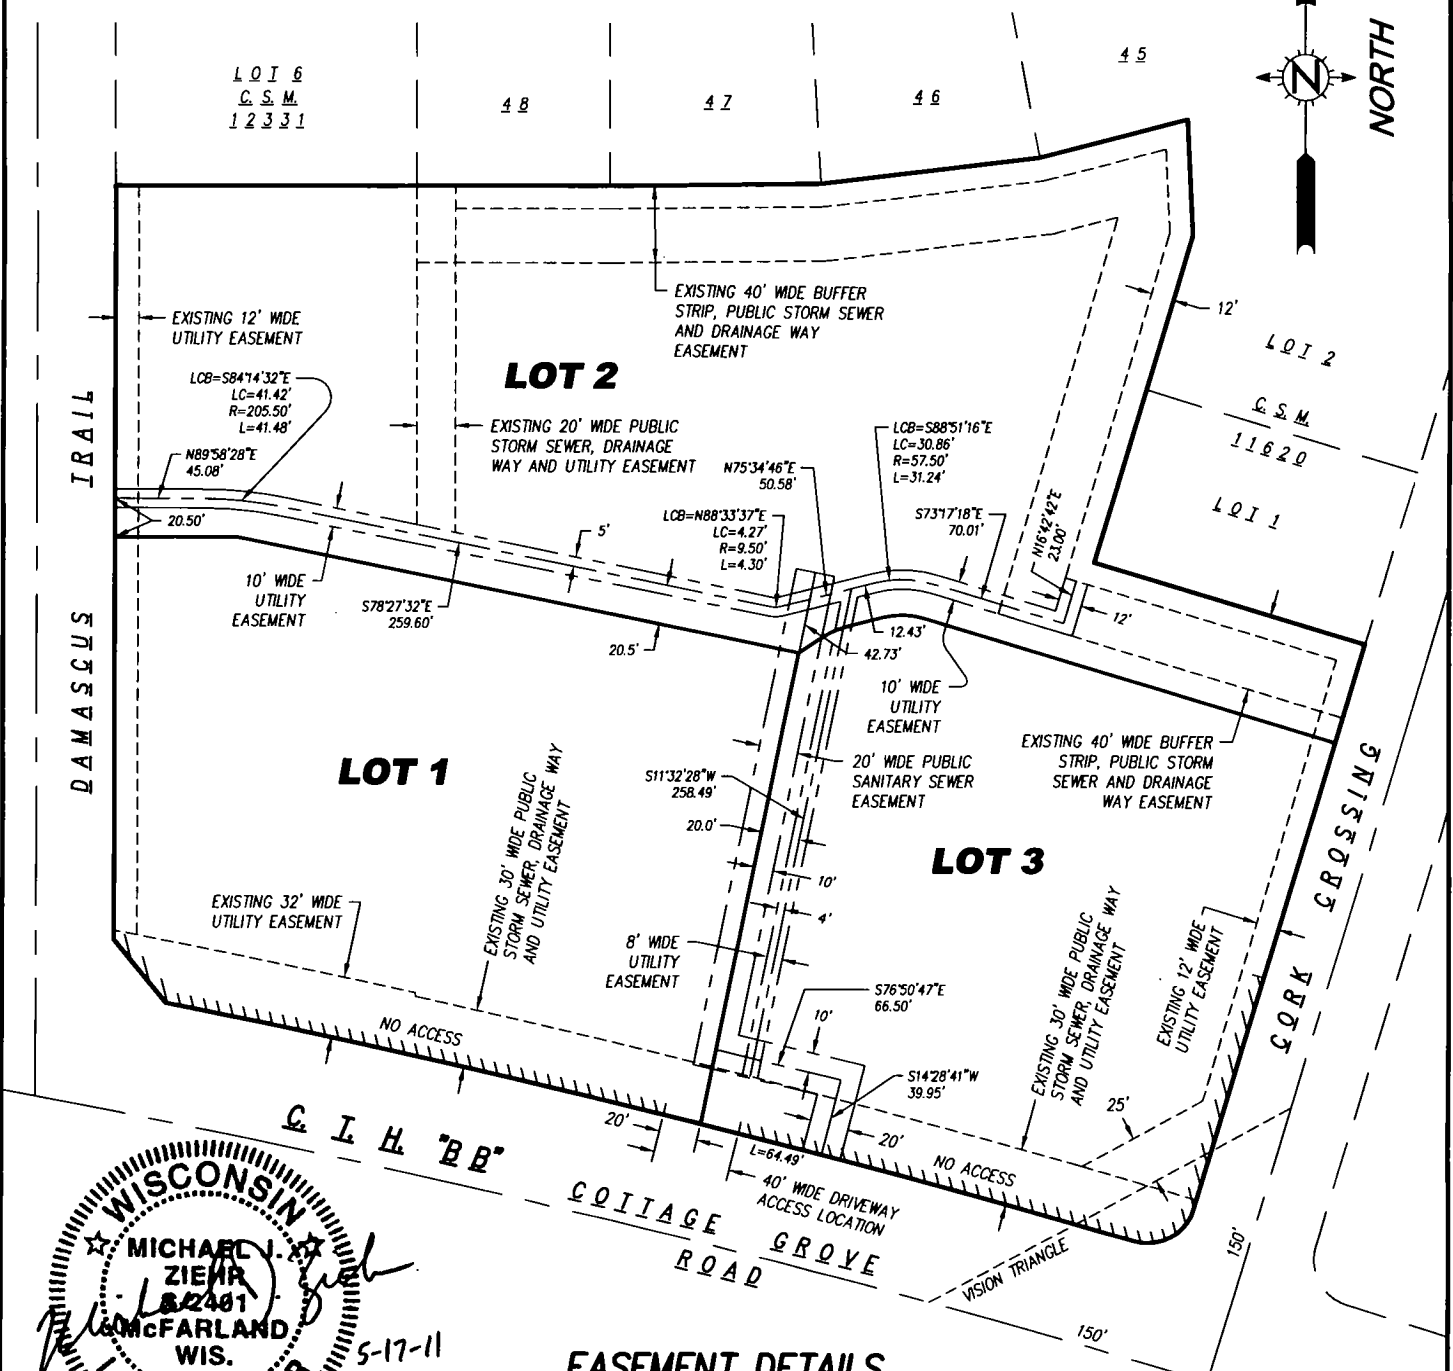 LOT 6
C. S. M.
12331
48
47
46
45
NORTH
N
EXISTING 12' WIDE
UTILITY EASEMENT
LCB=S84°14'32"E
LC=41.42'
R=205.50'
L=41.48'
N89°58'28"E
45.08'
20.50'
EXISTING 40' WIDE BUFFER
STRIP, PUBLIC STORM SEWER
AND DRAINAGE WAY
EASEMENT
LOT 2
EXISTING 20' WIDE PUBLIC
STORM SEWER, DRAINAGE
WAY AND UTILITY EASEMENT
12'
LOT 2
C. S. M.
11620
LOT 1
LCB=S88°51'16"E
LC=30.86'
R=57.50'
L=31.24'
N75°34'46"E
50.58'
LCB=N88°33'37"E
LC=4.27'
R=9.50'
L=4.30'
S73°17'18"E
70.01'
N16°42'42"E
23.00'
5'
10' WIDE
UTILITY
EASEMENT
S78°27'32"E
259.60'
20.5'
12.43'
42.73'
12'
10' WIDE
UTILITY
EASEMENT
DAMASCUS TRAIL
LOT 1
EXISTING 30' WIDE PUBLIC
STORM SEWER, DRAINAGE WAY
AND UTILITY EASEMENT
S11°32'28"W
258.49'
20.0'
20' WIDE PUBLIC
SANITARY SEWER
EASEMENT
EXISTING 40' WIDE BUFFER
STRIP, PUBLIC STORM
SEWER AND DRAINAGE
WAY EASEMENT
LOT 3
10'
4'
EXISTING 32' WIDE
UTILITY EASEMENT
8' WIDE
UTILITY
EASEMENT
S76°50'47"E
66.50'
10'
S14°28'41"W
39.95'
EXISTING 30' WIDE PUBLIC
STORM SEWER, DRAINAGE WAY
AND UTILITY EASEMENT
EXISTING 12' WIDE
UTILITY EASEMENT
CORK CROSSING
NO ACCESS
20'
L=64.49'
20'
25'
NO ACCESS
40' WIDE DRIVEWAY
ACCESS LOCATION
C. T. H. "BB"
COTTAGE GROVE
ROAD
VISION TRIANGLE
150'
150'
WISCONSIN
MICHAEL J.
ZIEHR
S-2401
McFARLAND
WIS.
5-17-11
EASEMENT DETAILS